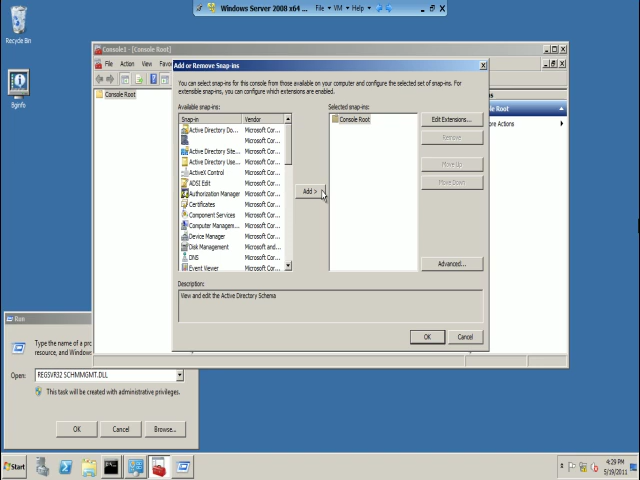 Windows Server 2008 x64 ...
File
VM
Help
Recycle Bin
BgInfo
Console1 - [Console Root]
File
Action
View
Favo
Console Root
Add or Remove Snap-ins
You can select snap-ins for this console from those available on your computer and configure the selected set of snap-ins. For
extensible snap-ins, you can configure which extensions are enabled.
Available snap-ins:
Selected snap-ins:
Snap-in
Vendor
Active Directory Do...
Microsoft Cor...
Microsoft Cor...
Active Directory Site...
Microsoft Cor...
Active Directory Use...
Microsoft Cor...
ActiveX Control
Microsoft Cor...
ADSI Edit
Microsoft Cor...
Authorization Manager
Microsoft Cor...
Certificates
Microsoft Cor...
Component Services
Microsoft Cor...
Computer Managem...
Microsoft Cor...
Device Manager
Microsoft Cor...
Disk Management
Microsoft and...
DNS
Microsoft Cor...
Event Viewer
Microsoft Cor...
Add >
Console Root
Edit Extensions...
Remove
Move Up
Move Down
Advanced...
Description:
View and edit the Active Directory Schema
OK
Cancel
ns
le Root
ore Actions
Run
Type the name of a pro
resource, and Window
Open:
REGSVR32 SCHMMGMT.DLL
This task will be created with administrative privileges.
OK
Cancel
Browse...
Start
4:29 PM
5/19/2011